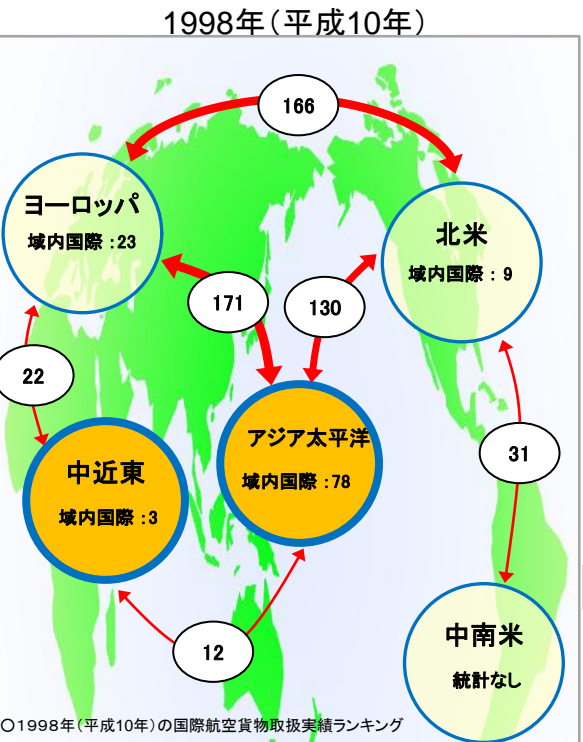 1998年（平成10年）
166
ヨーロッパ
域内国際：23
北米
域内国際： 9
171
130
22
アジア太平洋
域内国際：78
中近東
域内国際：3
31
12
中南米
統計なし
〇1998年（平成10年）の国際航空貨物取扱実績ランキング